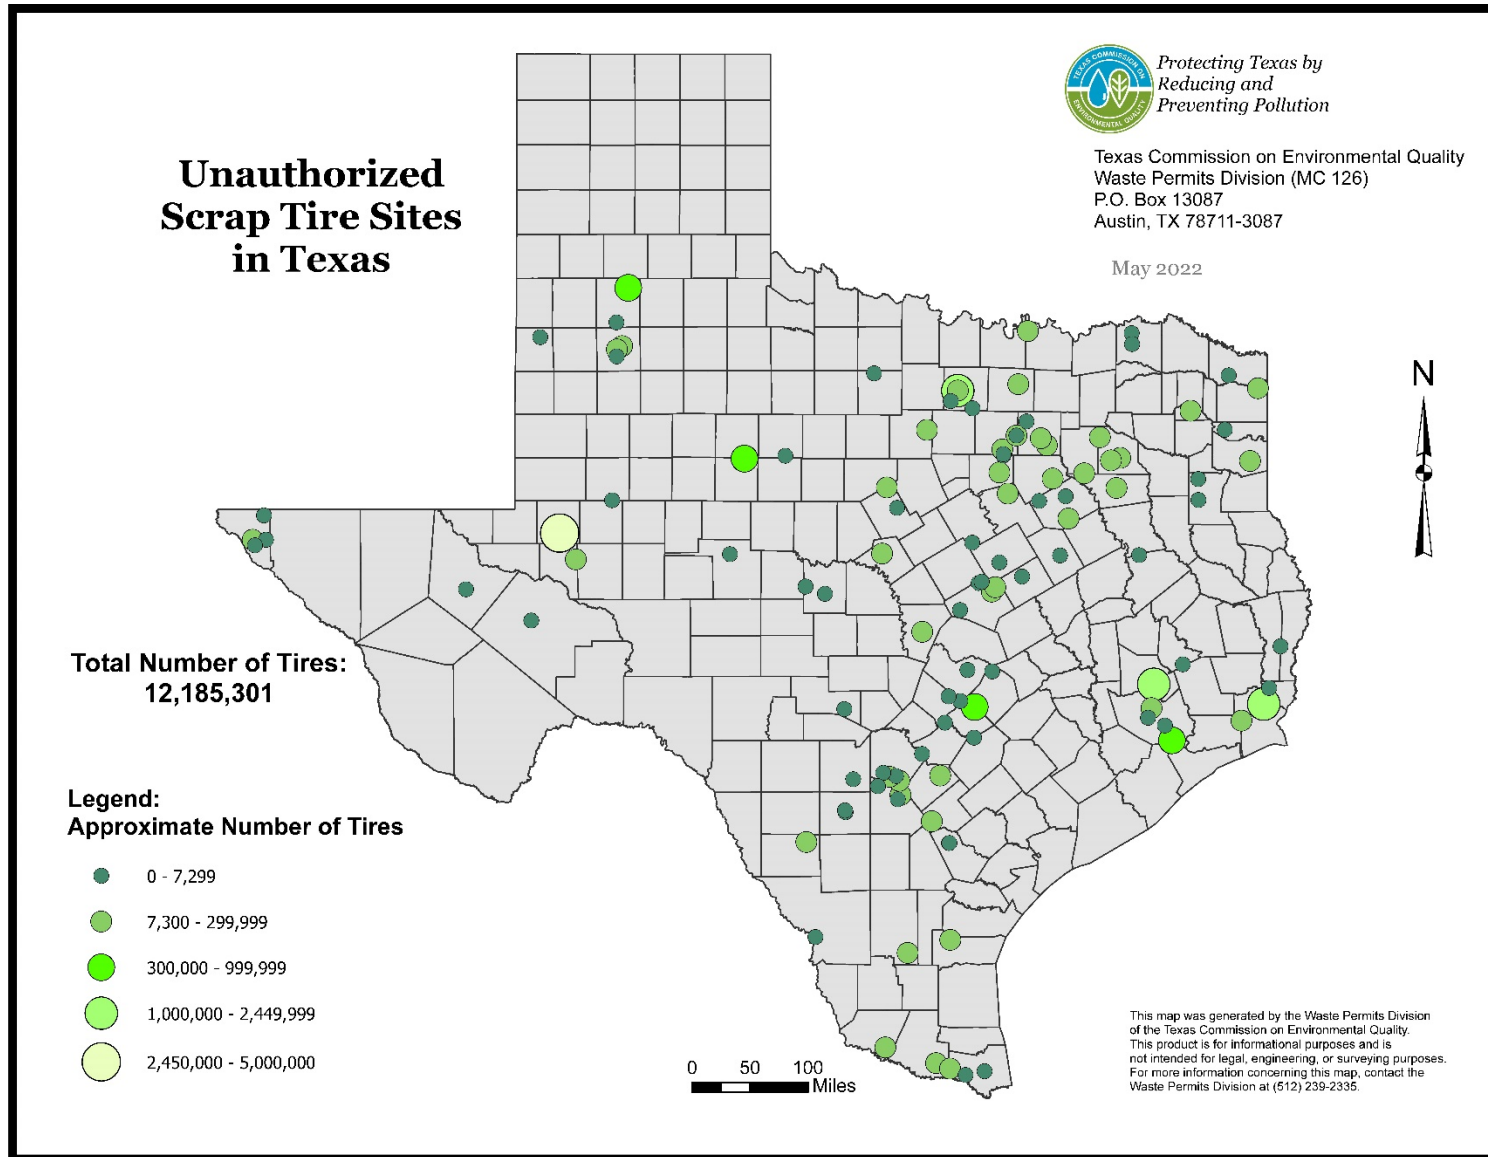 Unauthorized
Scrap Tire Sites
in Texas
TEXAS COMMISSION ON
ENVIRONMENTAL QUALITY
Protecting Texas by
Reducing and
Preventing Pollution
Texas Commission on Environmental Quality
Waste Permits Division (MC 126)
P.O. Box 13087
Austin, TX 78711-3087
May 2022
N
Total Number of Tires:
12,185,301
Legend:
Approximate Number of Tires
0 - 7,299
7,300 - 299,999
300,000 - 999,999
1,000,000 - 2,449,999
2,450,000 - 5,000,000
0 50 100
Miles
This map was generated by the Waste Permits Division
of the Texas Commission on Environmental Quality.
This product is for informational purposes and is
not intended for legal, engineering, or surveying purposes.
For more information concerning this map, contact the
Waste Permits Division at (512) 239-2335.